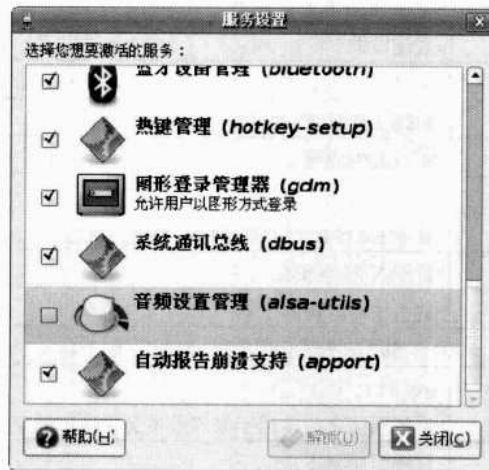 服务设置
选择您想要激活的服务：
蓝牙设备管理 (bluetooth)
热键管理 (hotkey-setup)
图形登录管理器 (gdm)
允许用户以图形方式登录
系统通讯总线 (dbus)
音频设置管理 (alsa-utils)
自动报告崩溃支持 (apport)
帮助(H)
解锁(U)
关闭(C)